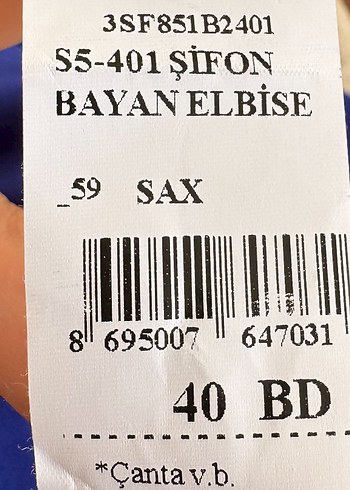 3SF851B2401
S5-401 ŞİFON
BAYAN ELBİSE
_59 SAX
8 695007 647031
40 BD
*Çanta v.b.